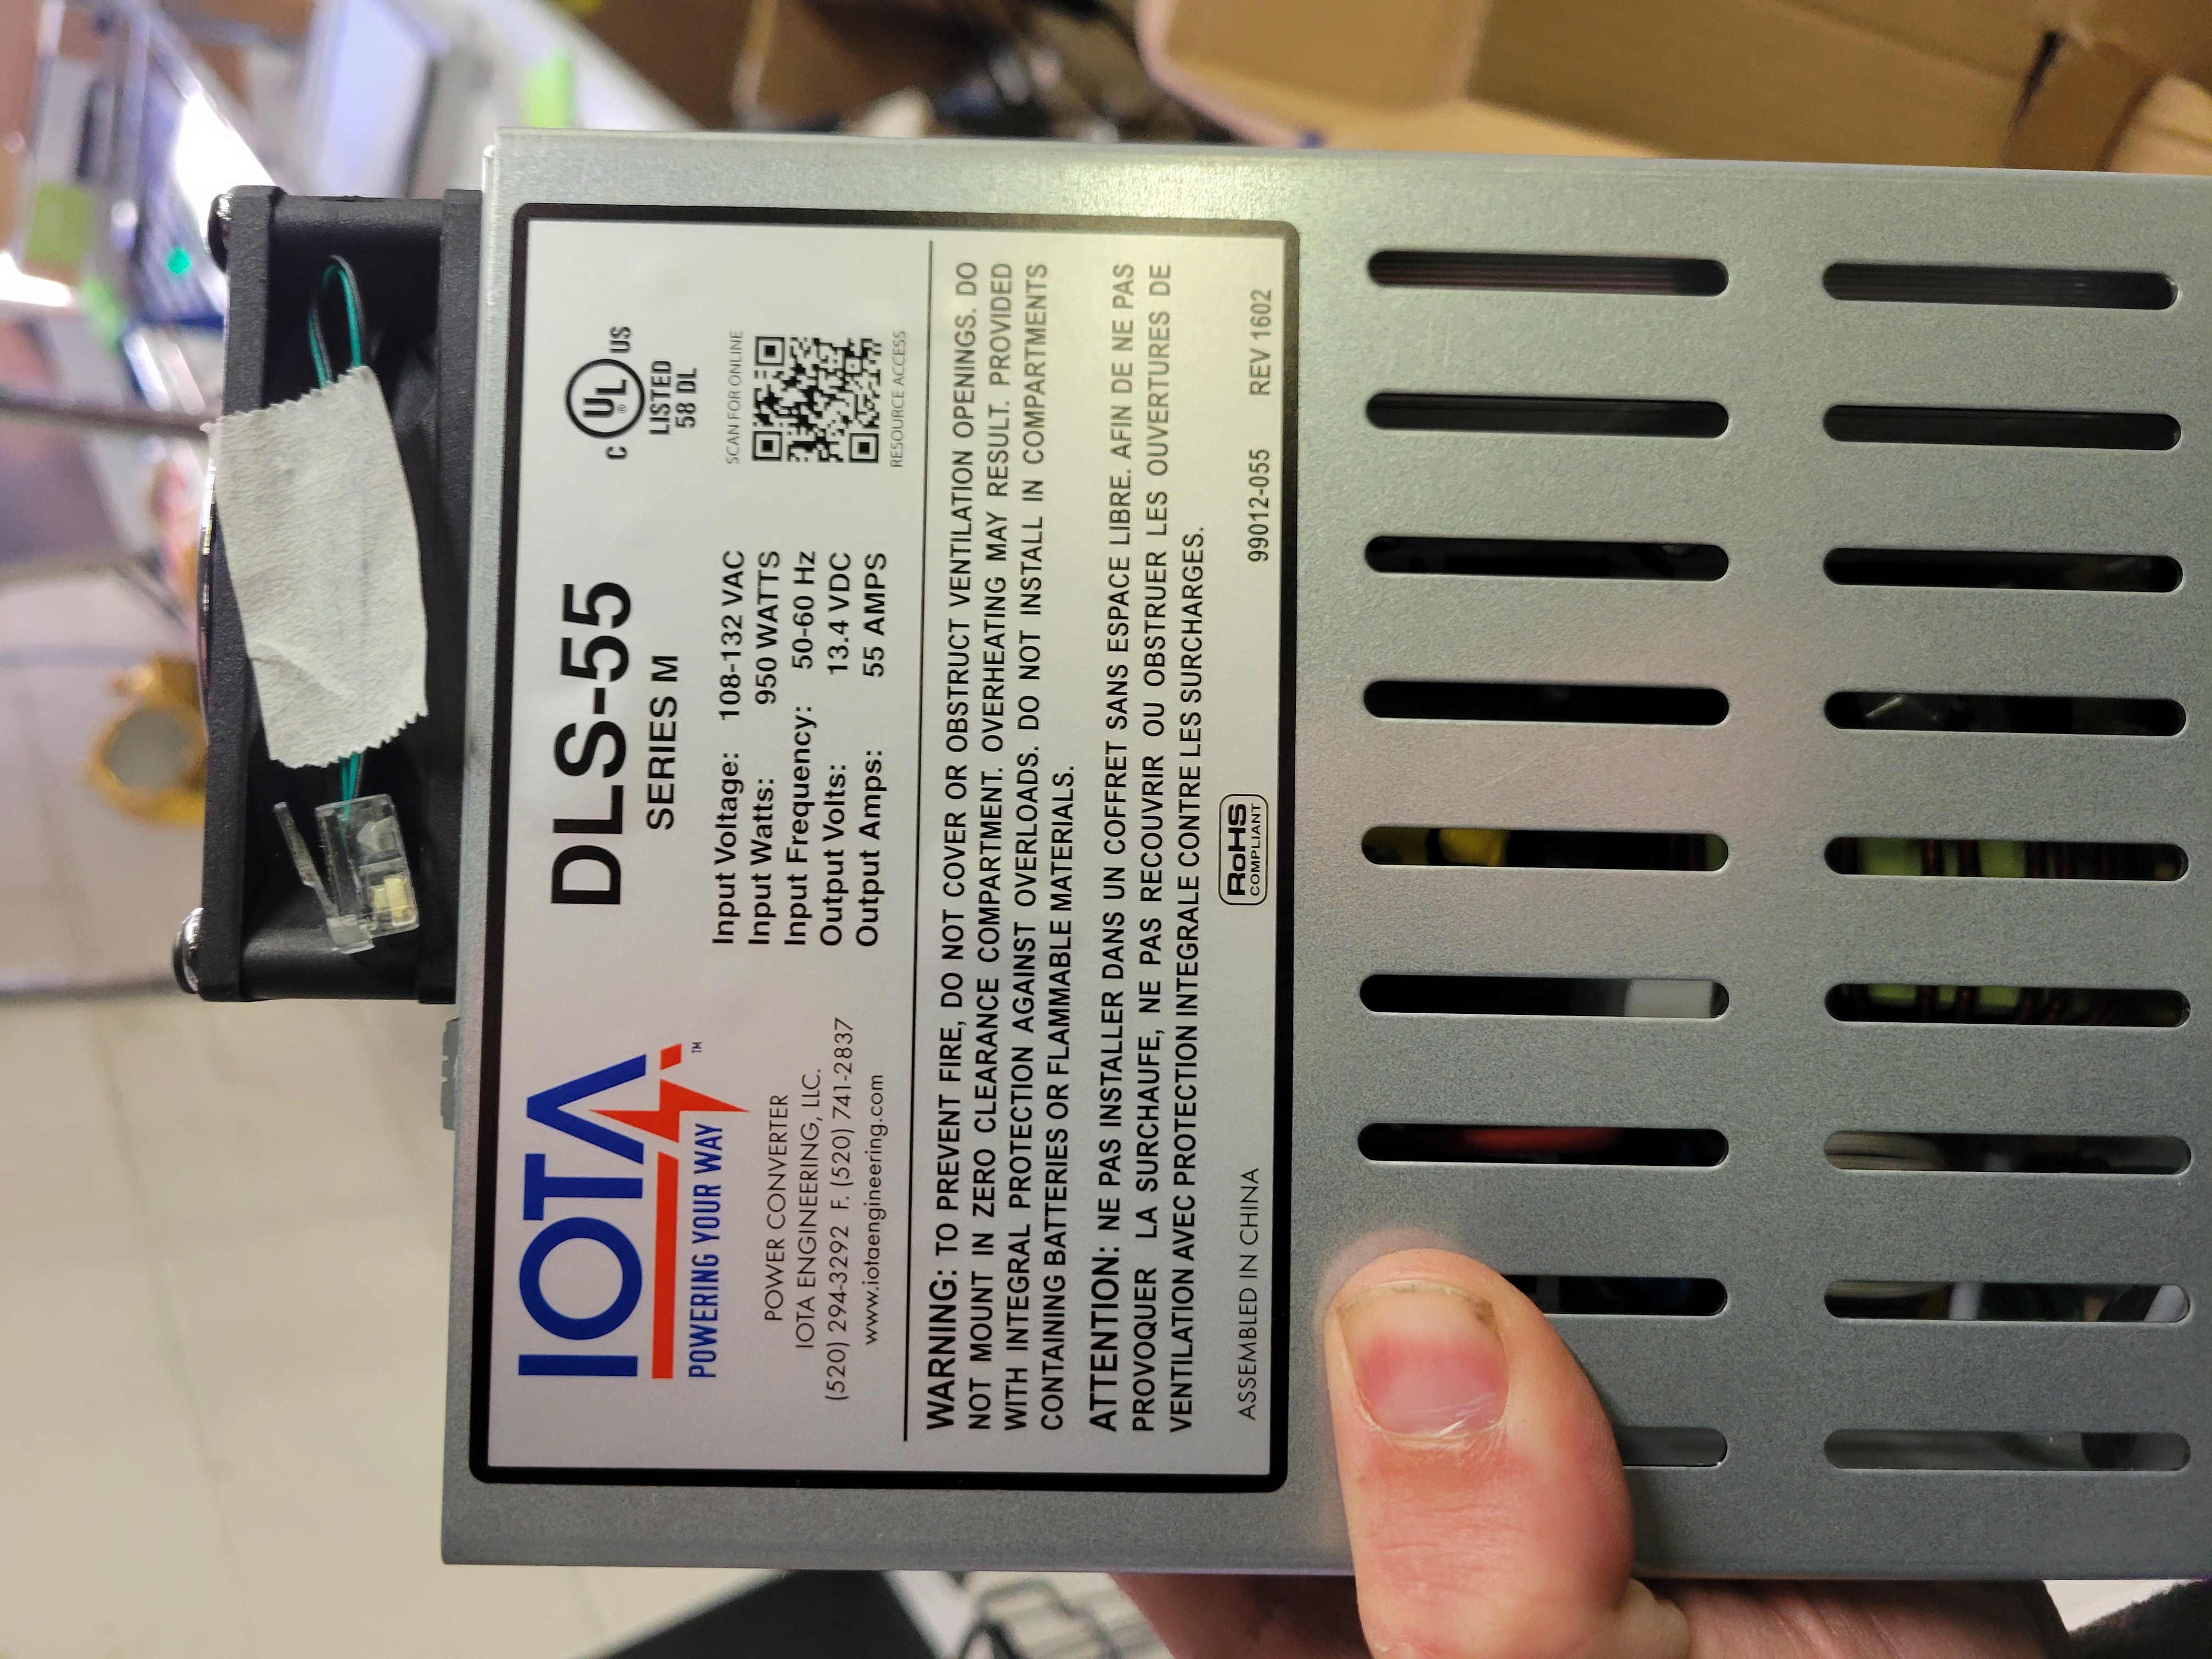 IOTA™
POWERING YOUR WAY
POWER CONVERTER
IOTA ENGINEERING, LLC.
(520) 294-3292 F. (520) 741-2837
www.iotaengineering.com
DLS-55
SERIES M
Input Voltage: 108-132 VAC
Input Watts: 950 WATTS
Input Frequency: 50-60 Hz
Output Volts: 13.4 VDC
Output Amps: 55 AMPS
C UL® US
LISTED
58 DL
SCAN FOR ONLINE
RESOURCE ACCESS
WARNING: TO PREVENT FIRE, DO NOT COVER OR OBSTRUCT VENTILATION OPENINGS. DO
NOT MOUNT IN ZERO CLEARANCE COMPARTMENT. OVERHEATING MAY RESULT. PROVIDED
WITH INTEGRAL PROTECTION AGAINST OVERLOADS. DO NOT INSTALL IN COMPARTMENTS
CONTAINING BATTERIES OR FLAMMABLE MATERIALS.
ATTENTION: NE PAS INSTALLER DANS UN COFFRET SANS ESPACE LIBRE. AFIN DE NE PAS
PROVOQUER LA SURCHAUFE, NE PAS RECOUVRIR OU OBSTRUER LES OUVERTURES DE
VENTILATION AVEC PROTECTION INTEGRALE CONTRE LES SURCHARGES.
ASSEMBLED IN CHINA
RoHS
COMPLIANT
99012-055 REV 1602